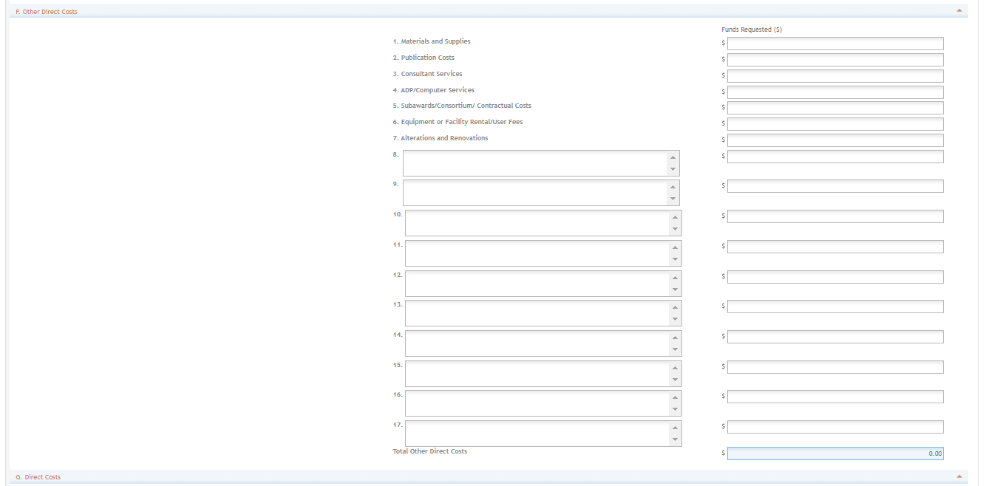 F. Other Direct Costs
Funds Requested ($)
1. Materials and Supplies $
2. Publication Costs $
3. Consultant Services $
4. ADP/Computer Services $
5. Subawards/Consortium/ Contractual Costs $
6. Equipment or Facility Rental/User Fees $
7. Alterations and Renovations $
8. $
9. $
10. $
11. $
12. $
13. $
14. $
15. $
16. $
17. $
Total Other Direct Costs $ 0.00
G. Direct Costs